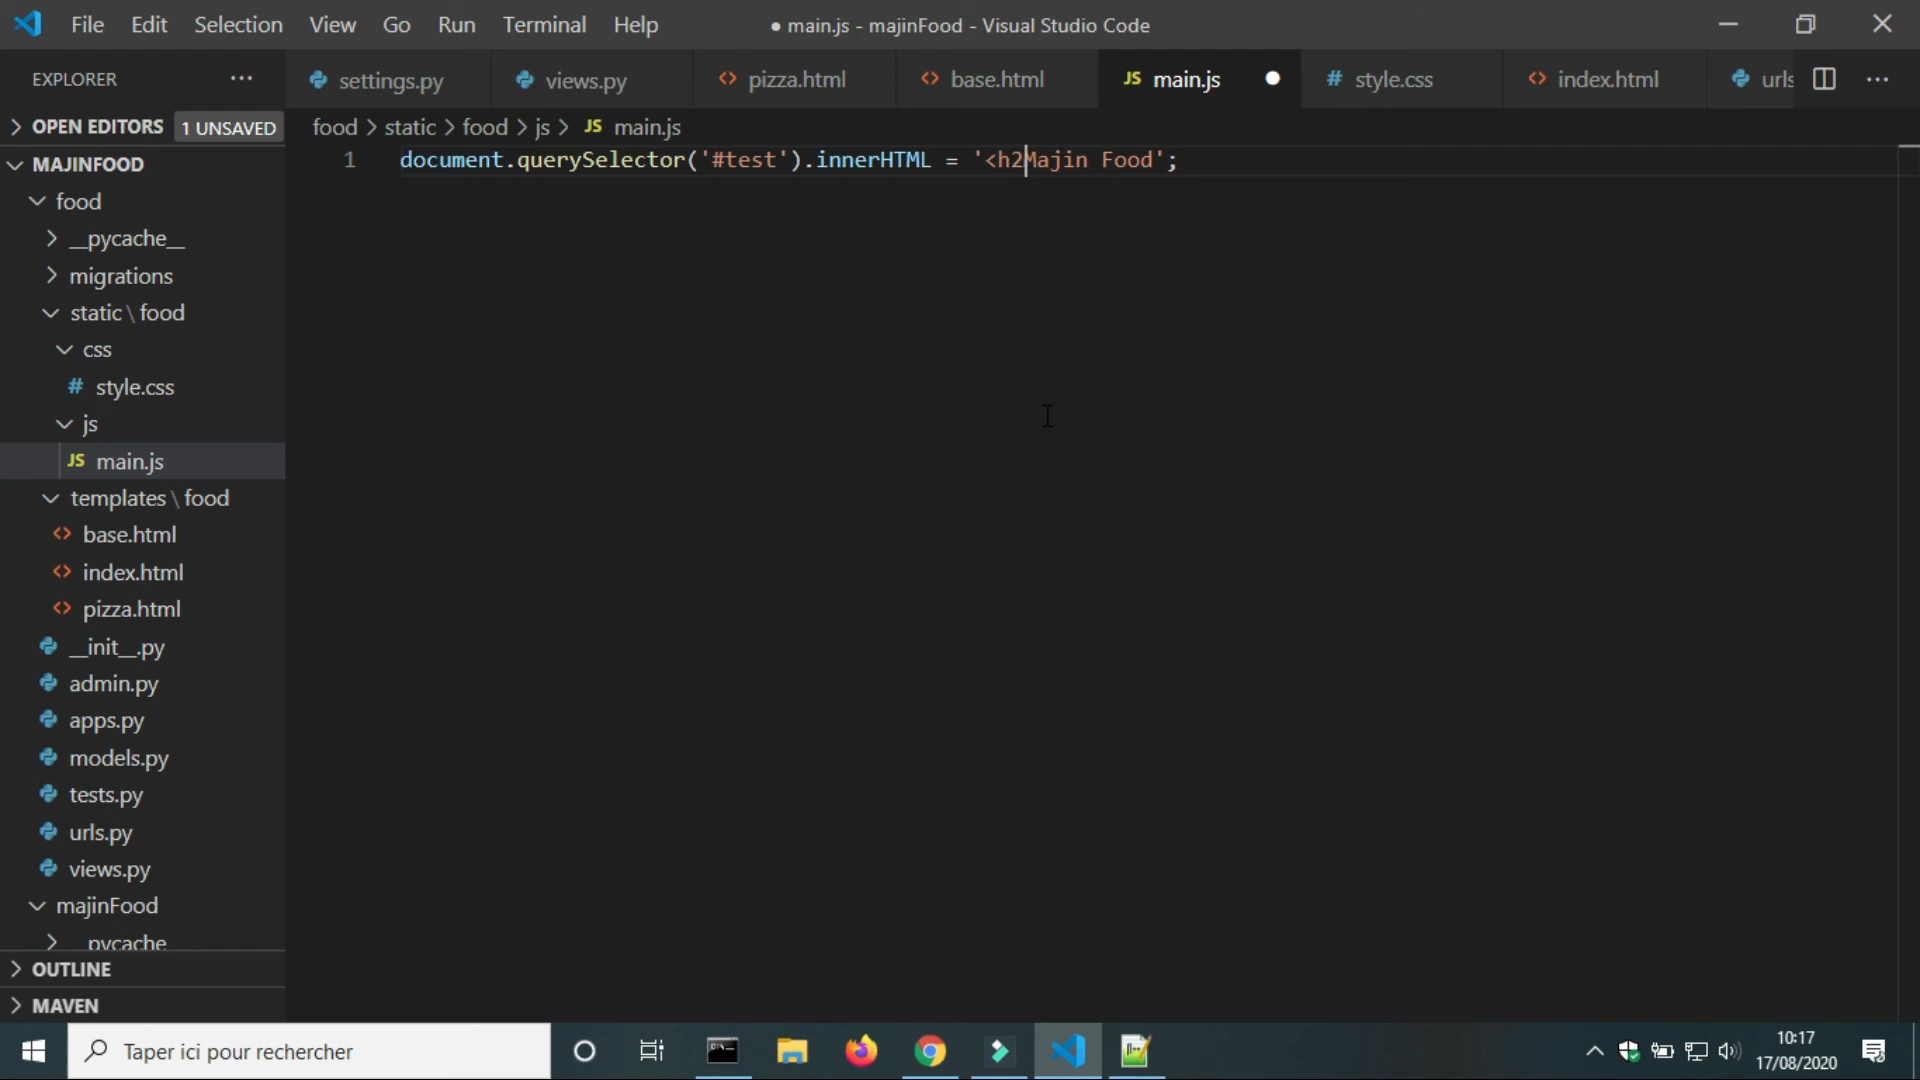 File Edit Selection View Go Run Terminal Help
● main.js - majinFood - Visual Studio Code
EXPLORER ···
settings.py
views.py
<> pizza.html
<> base.html
JS main.js ●
# style.css
<> index.html
urls
···
> OPEN EDITORS 1 UNSAVED
food > static > food > js > JS main.js
1 document.querySelector('#test').innerHTML = '<h2Majin Food';
MAJINFOOD
food
__pycache__
migrations
static\food
css
# style.css
js
JS main.js
templates\food
<> base.html
<> index.html
<> pizza.html
__init__.py
admin.py
apps.py
models.py
tests.py
urls.py
views.py
majinFood
__pycache__
OUTLINE
MAVEN
Taper ici pour rechercher
10:17
17/08/2020